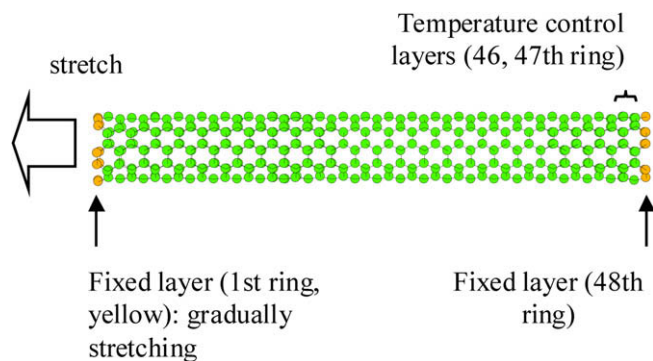 Temperature control
layers (46, 47th ring)
stretch
Fixed layer (1st ring,
yellow): gradually
stretching
Fixed layer (48th
ring)